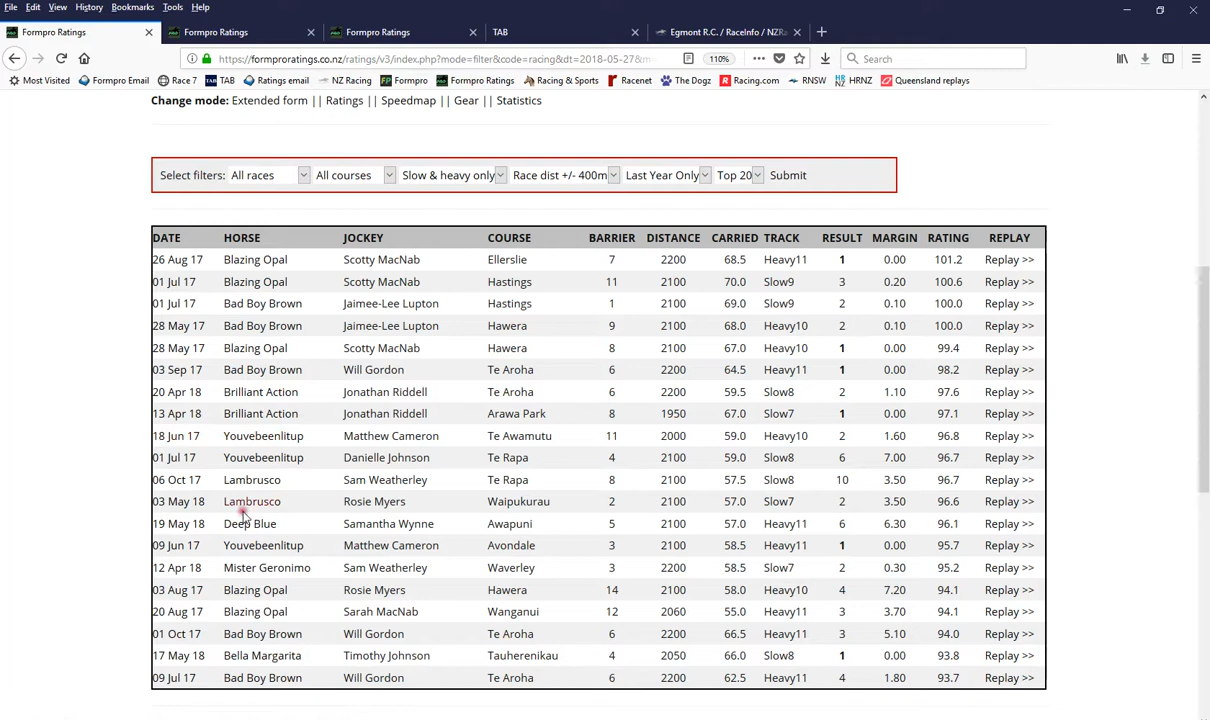 File Edit View History Bookmarks Tools Help
Formpro Ratings Formpro Ratings Formpro Ratings TAB Egmont R.C. / RaceInfo / NZRa
https://formproratings.co.nz/ratings/v3/index.php?mode=filter&code=racing&dt=2018-05-27&m 110% Search
Most Visited Formpro Email Race 7 TAB Ratings email NZ Racing Formpro Formpro Ratings Racing & Sports Racenet The Dogz Racing.com RNSW HRNZ Queensland replays
Change mode: Extended form || Ratings || Speedmap || Gear || Statistics
Select filters: All races All courses Slow & heavy only Race dist +/- 400m Last Year Only Top 20 Submit
DATE HORSE JOCKEY COURSE BARRIER DISTANCE CARRIED TRACK RESULT MARGIN RATING REPLAY
26 Aug 17 Blazing Opal Scotty MacNab Ellerslie 7 2200 68.5 Heavy11 1 0.00 101.2 Replay >>
01 Jul 17 Blazing Opal Scotty MacNab Hastings 11 2100 70.0 Slow9 3 0.20 100.6 Replay >>
01 Jul 17 Bad Boy Brown Jaimee-Lee Lupton Hastings 1 2100 69.0 Slow9 2 0.10 100.0 Replay >>
28 May 17 Bad Boy Brown Jaimee-Lee Lupton Hawera 9 2100 68.0 Heavy10 2 0.10 100.0 Replay >>
28 May 17 Blazing Opal Scotty MacNab Hawera 8 2100 67.0 Heavy10 1 0.00 99.4 Replay >>
03 Sep 17 Bad Boy Brown Will Gordon Te Aroha 6 2200 64.5 Heavy11 1 0.00 98.2 Replay >>
20 Apr 18 Brilliant Action Jonathan Riddell Te Aroha 6 2200 59.5 Slow8 2 1.10 97.6 Replay >>
13 Apr 18 Brilliant Action Jonathan Riddell Arawa Park 8 1950 67.0 Slow7 1 0.00 97.1 Replay >>
18 Jun 17 Youvebeenlitup Matthew Cameron Te Awamutu 11 2000 59.0 Heavy10 2 1.60 96.8 Replay >>
01 Jul 17 Youvebeenlitup Danielle Johnson Te Rapa 4 2100 59.0 Slow8 6 7.00 96.7 Replay >>
06 Oct 17 Lambrusco Sam Weatherley Te Rapa 8 2100 57.5 Slow8 10 3.50 96.7 Replay >>
03 May 18 Lambrusco Rosie Myers Waipukurau 2 2100 57.0 Slow7 2 3.50 96.6 Replay >>
19 May 18 Deep Blue Samantha Wynne Awapuni 5 2100 57.0 Heavy11 6 6.30 96.1 Replay >>
09 Jun 17 Youvebeenlitup Matthew Cameron Avondale 3 2100 58.5 Heavy11 1 0.00 95.7 Replay >>
12 Apr 18 Mister Geronimo Sam Weatherley Waverley 3 2200 58.5 Slow7 2 0.30 95.2 Replay >>
03 Aug 17 Blazing Opal Rosie Myers Hawera 14 2100 58.0 Heavy10 4 7.20 94.1 Replay >>
20 Aug 17 Blazing Opal Sarah MacNab Wanganui 12 2060 55.0 Heavy11 3 3.70 94.1 Replay >>
01 Oct 17 Bad Boy Brown Will Gordon Te Aroha 6 2200 66.5 Heavy11 3 5.10 94.0 Replay >>
17 May 18 Bella Margarita Timothy Johnson Tauherenikau 4 2050 66.0 Slow8 1 0.00 93.8 Replay >>
09 Jul 17 Bad Boy Brown Will Gordon Te Aroha 6 2200 62.5 Heavy11 4 1.80 93.7 Replay >>